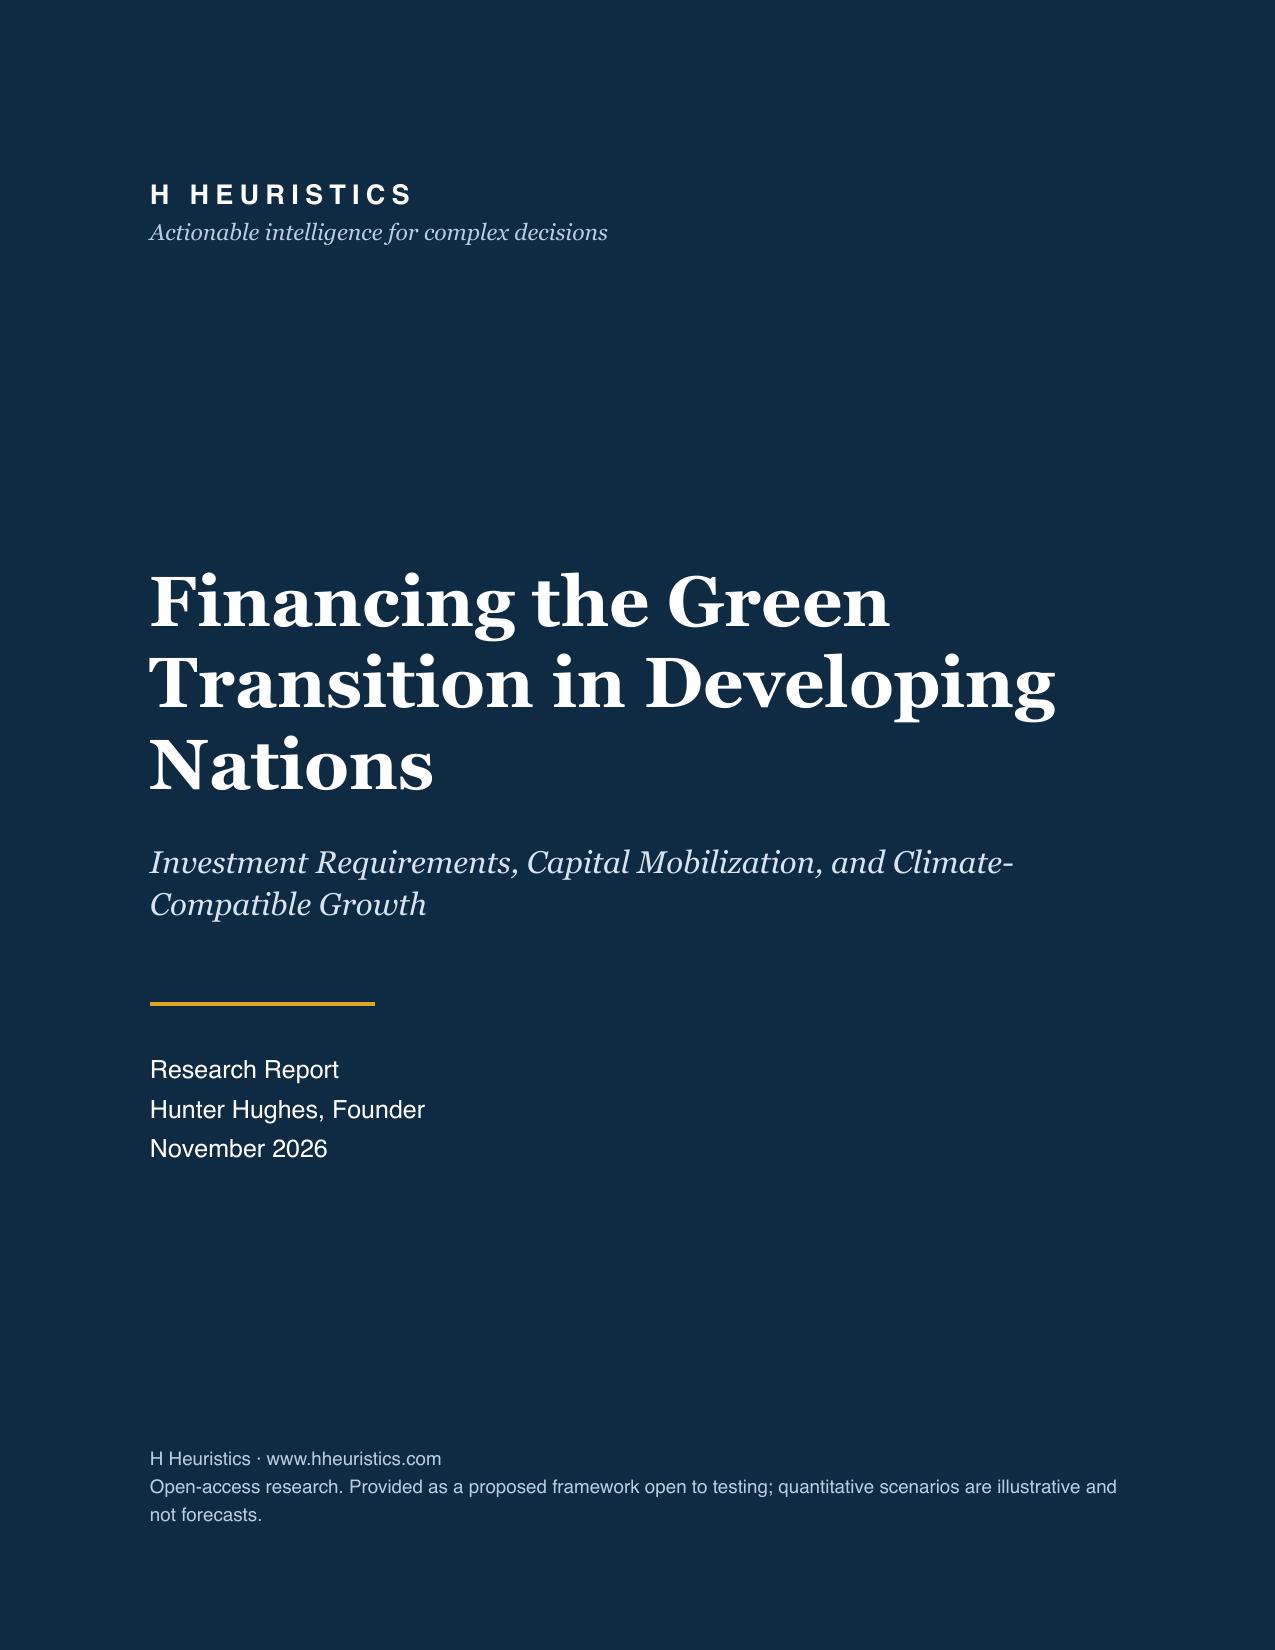 H HEURISTICS
Actionable intelligence for complex decisions
Financing the Green
Transition in Developing
Nations
Investment Requirements, Capital Mobilization, and Climate-
Compatible Growth
Research Report
Hunter Hughes, Founder
November 2026
H Heuristics · www.hheuristics.com
Open-access research. Provided as a proposed framework open to testing; quantitative scenarios are illustrative and
not forecasts.